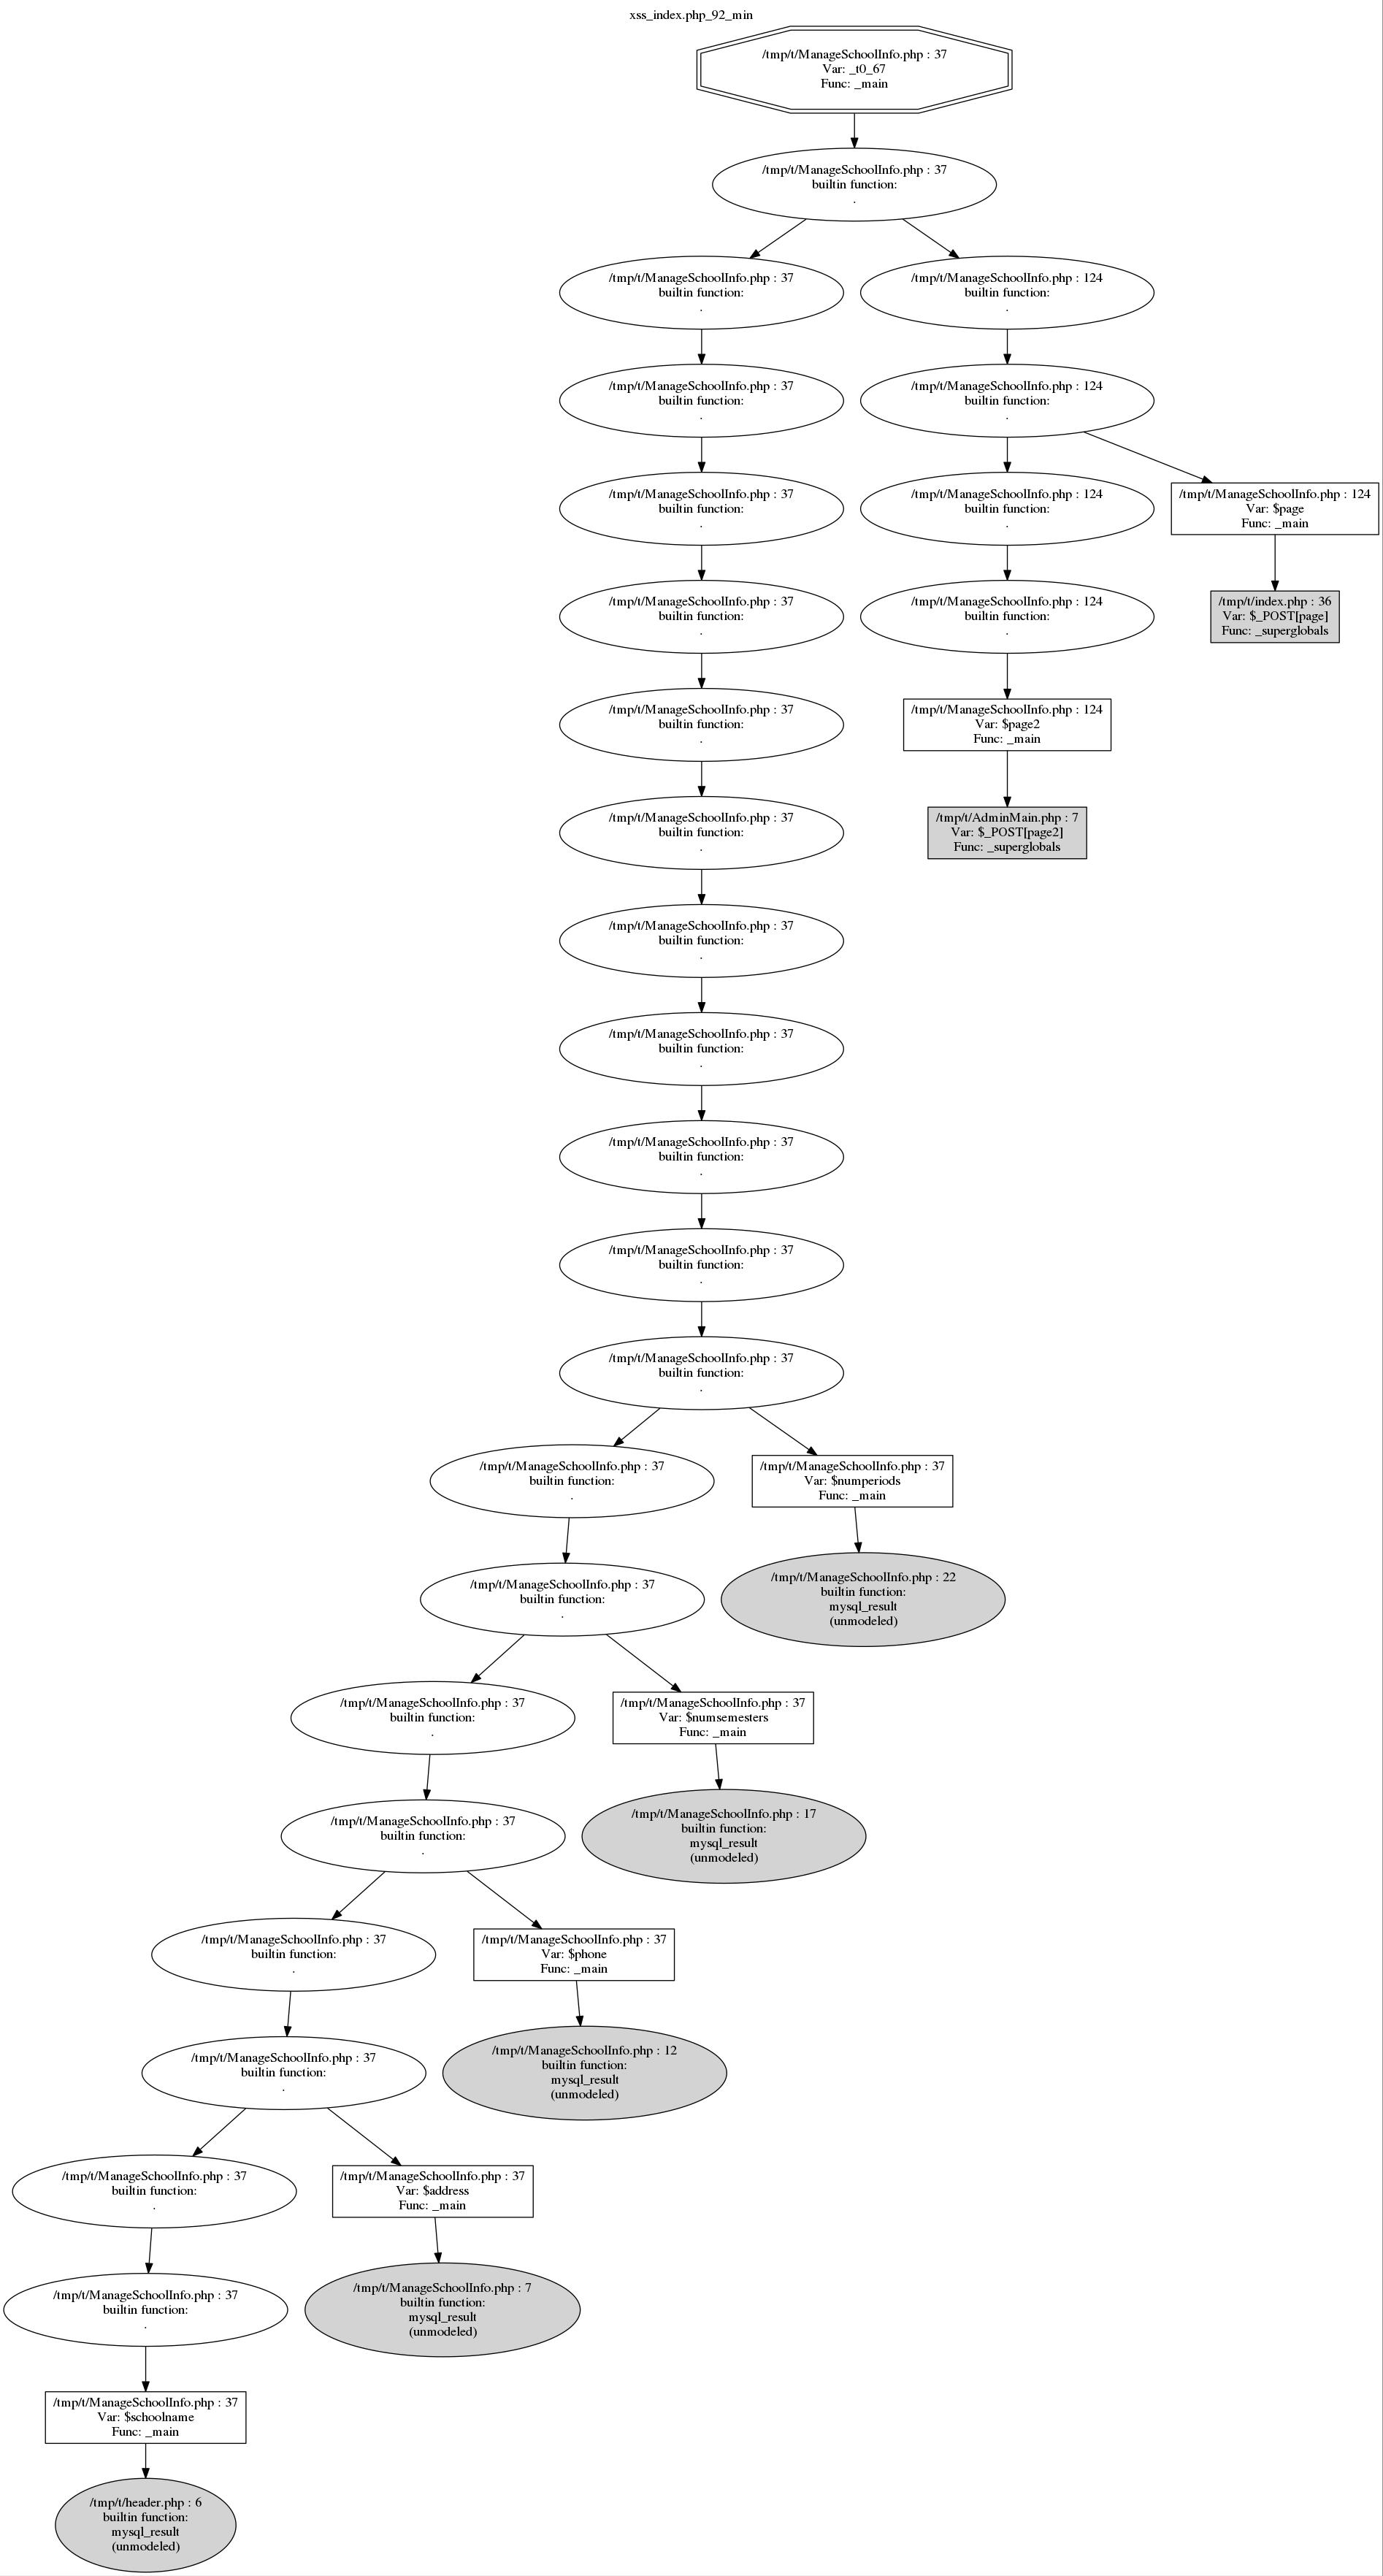 xss_index.php_92_min
/tmp/t/ManageSchoolInfo.php : 37
Var: _t0_67
Func: _main
/tmp/t/ManageSchoolInfo.php : 37
builtin function:
.
/tmp/t/ManageSchoolInfo.php : 37
builtin function:
.
/tmp/t/ManageSchoolInfo.php : 124
builtin function:
.
/tmp/t/ManageSchoolInfo.php : 37
builtin function:
.
/tmp/t/ManageSchoolInfo.php : 124
builtin function:
.
/tmp/t/ManageSchoolInfo.php : 37
builtin function:
.
/tmp/t/ManageSchoolInfo.php : 124
builtin function:
.
/tmp/t/ManageSchoolInfo.php : 124
Var: $page
Func: _main
/tmp/t/ManageSchoolInfo.php : 37
builtin function:
.
/tmp/t/ManageSchoolInfo.php : 124
builtin function:
.
/tmp/t/index.php : 36
Var: $_POST[page]
Func: _superglobals
/tmp/t/ManageSchoolInfo.php : 37
builtin function:
.
/tmp/t/ManageSchoolInfo.php : 124
Var: $page2
Func: _main
/tmp/t/ManageSchoolInfo.php : 37
builtin function:
.
/tmp/t/AdminMain.php : 7
Var: $_POST[page2]
Func: _superglobals
/tmp/t/ManageSchoolInfo.php : 37
builtin function:
.
/tmp/t/ManageSchoolInfo.php : 37
builtin function:
.
/tmp/t/ManageSchoolInfo.php : 37
builtin function:
.
/tmp/t/ManageSchoolInfo.php : 37
builtin function:
.
/tmp/t/ManageSchoolInfo.php : 37
builtin function:
.
/tmp/t/ManageSchoolInfo.php : 37
builtin function:
.
/tmp/t/ManageSchoolInfo.php : 37
Var: $numperiods
Func: _main
/tmp/t/ManageSchoolInfo.php : 37
builtin function:
.
/tmp/t/ManageSchoolInfo.php : 22
builtin function:
mysql_result
(unmodeled)
/tmp/t/ManageSchoolInfo.php : 37
builtin function:
.
/tmp/t/ManageSchoolInfo.php : 37
Var: $numsemesters
Func: _main
/tmp/t/ManageSchoolInfo.php : 37
builtin function:
.
/tmp/t/ManageSchoolInfo.php : 17
builtin function:
mysql_result
(unmodeled)
/tmp/t/ManageSchoolInfo.php : 37
builtin function:
.
/tmp/t/ManageSchoolInfo.php : 37
Var: $phone
Func: _main
/tmp/t/ManageSchoolInfo.php : 37
builtin function:
.
/tmp/t/ManageSchoolInfo.php : 12
builtin function:
mysql_result
(unmodeled)
/tmp/t/ManageSchoolInfo.php : 37
builtin function:
.
/tmp/t/ManageSchoolInfo.php : 37
Var: $address
Func: _main
/tmp/t/ManageSchoolInfo.php : 37
builtin function:
.
/tmp/t/ManageSchoolInfo.php : 7
builtin function:
mysql_result
(unmodeled)
/tmp/t/ManageSchoolInfo.php : 37
Var: $schoolname
Func: _main
/tmp/t/header.php : 6
builtin function:
mysql_result
(unmodeled)